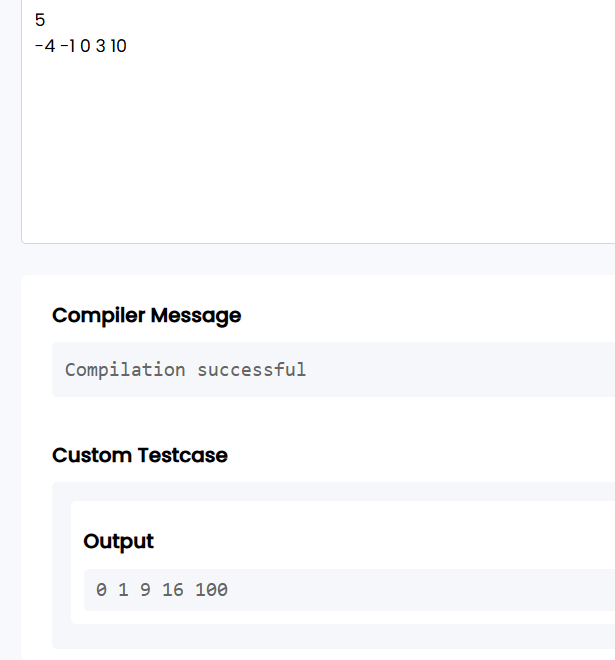 5
-4 -1 0 3 10
Compiler Message
Compilation successful
Custom Testcase
Output
0 1 9 16 100